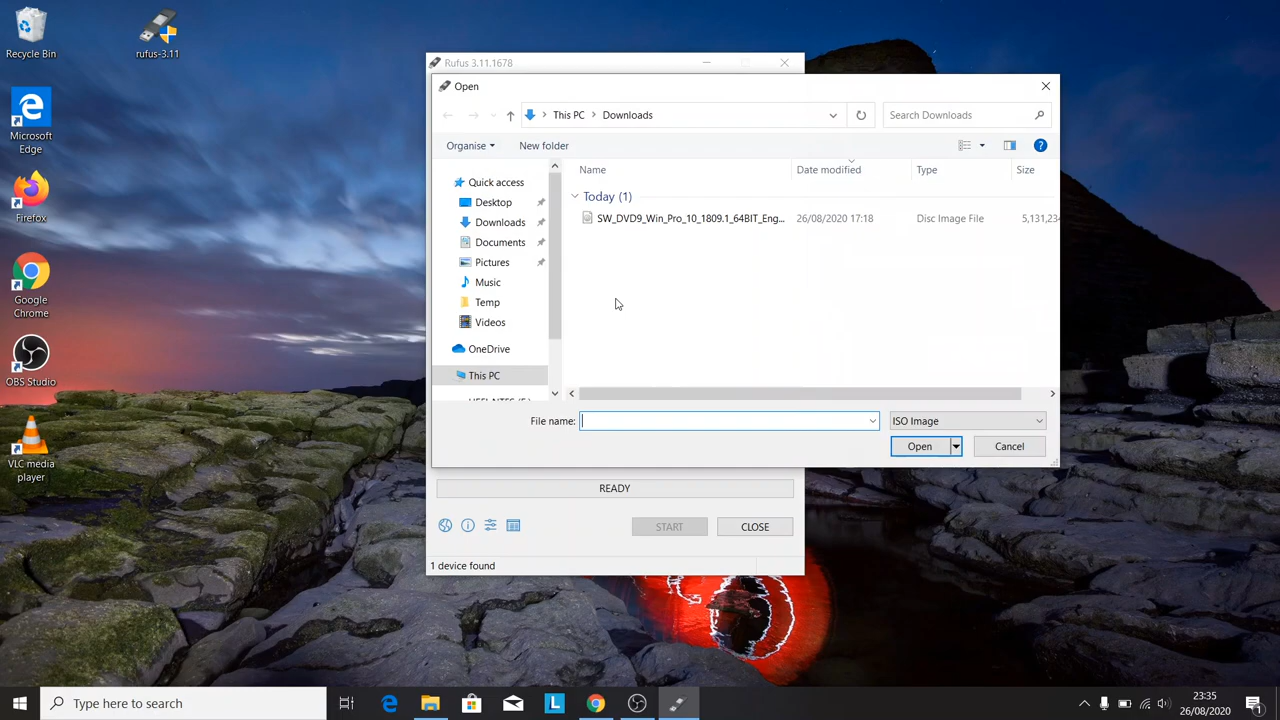 Recycle Bin
rufus-3.11
Microsoft
Edge
Firefox
Google
Chrome
OBS Studio
VLC media
player
Rufus 3.11.1678
Open
This PC
Downloads
Search Downloads
Organise
New folder
Quick access
Desktop
Downloads
Documents
Pictures
Music
Temp
Videos
OneDrive
This PC
Name
Date modified
Type
Size
Today (1)
SW_DVD9_Win_Pro_10_1809.1_64BIT_Eng...
26/08/2020 17:18
Disc Image File
5,131,234
File name:
ISO Image
Open
Cancel
READY
START
CLOSE
1 device found
Type here to search
23:35
26/08/2020